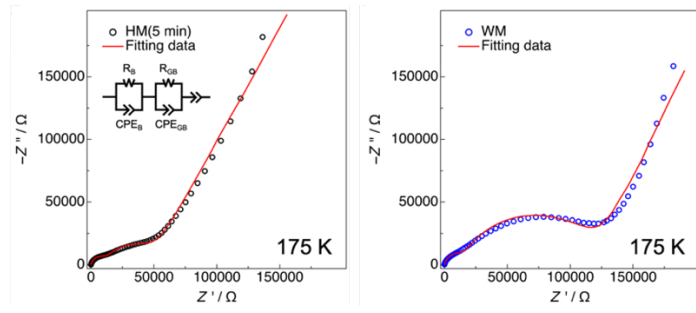 HM(5 min)
Fitting data
R_B R_GB
CPE_B CPE_GB
150000
100000
50000
0
−Z'' / Ω
175 K
0 50000 100000 150000
Z ' / Ω
WM
Fitting data
150000
100000
50000
0
−Z'' / Ω
175 K
0 50000 100000 150000
Z ' / Ω